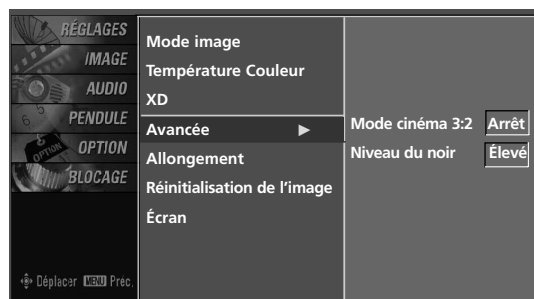 RÉGLAGES
IMAGE
AUDIO
PENDULE
OPTION
BLOCAGE
Déplacer MENU Préc.
Mode image
Température Couleur
XD
Avancée
Allongement
Réinitialisation de l'image
Écran
Mode cinéma 3:2 Arrêt
Niveau du noir Élevé